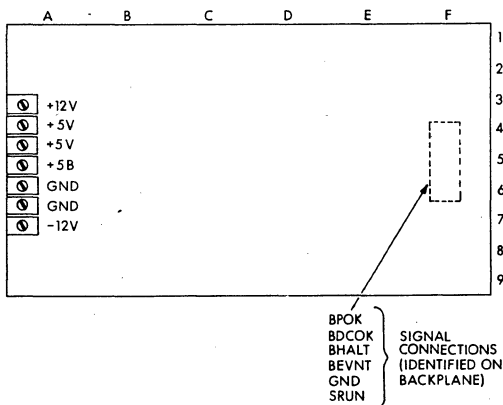 A B C D E F
1
2
3
4
5
6
7
8
9
+12V
+5V
+5V
+5B
GND
GND
-12V
BPOK
BDCOK
BHALT
BEVNT
GND
SRUN
SIGNAL
CONNECTIONS
(IDENTIFIED ON
BACKPLANE)